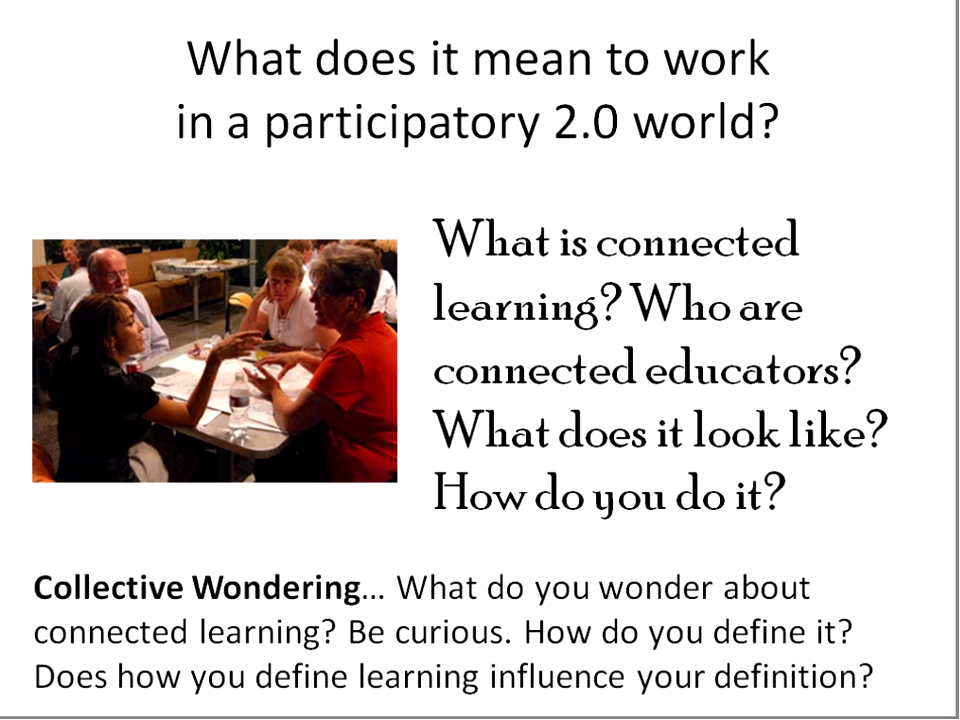 What does it mean to work
in a participatory 2.0 world?
What is connected
learning? Who are
connected educators?
What does it look like?
How do you do it?
Collective Wondering… What do you wonder about
connected learning? Be curious. How do you define it?
Does how you define learning influence your definition?